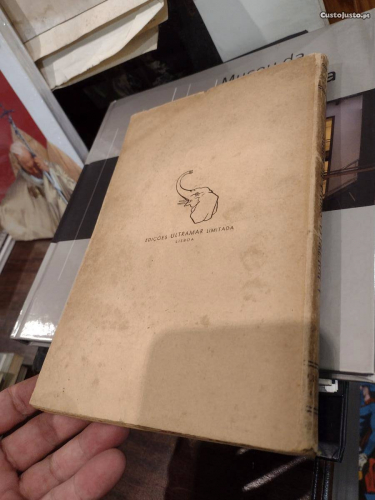 CustoJusto.pt
Museu da
EDIÇÕES ULTRAMAR LIMITADA
LISBOA